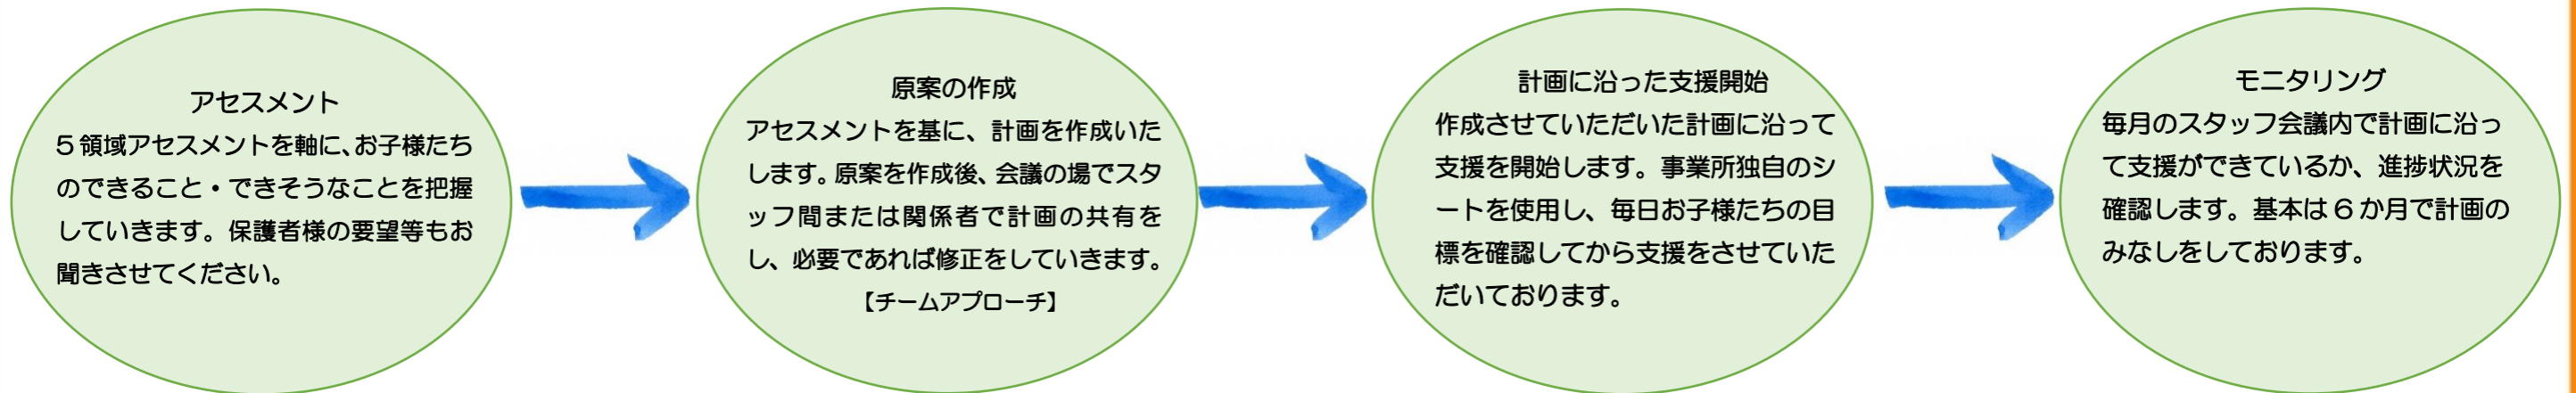 アセスメント
5領域アセスメントを軸に、お子様たち
のできること・できそうなことを把握
していきます。保護者様の要望等もお
聞きさせてください。
原案の作成
アセスメントを基に、計画を作成いた
します。原案を作成後、会議の場でスタ
ッフ間または関係者で計画の共有を
し、必要であれば修正をしていきます。
【チームアプローチ】
計画に沿った支援開始
作成させていただいた計画に沿って
支援を開始します。事業所独自のシ
ートを使用し、毎日お子様たちの目
標を確認してから支援をさせていた
だいております。
モニタリング
毎月のスタッフ会議内で計画に沿っ
て支援ができているか、進捗状況を
確認します。基本は6か月で計画の
みなしをしております。